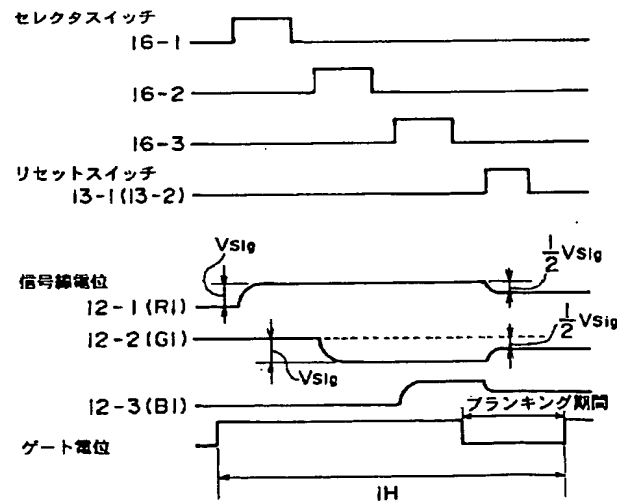 セレクタスイッチ
16-1
16-2
16-3
リセットスイッチ
13-1(13-2)
VSig
1/2 VSig
信号線電位
12-1(R1)
12-2(G1)
1/2 VSig
VSig
12-3(B1)
ブランキング期間
ゲート電位
1H